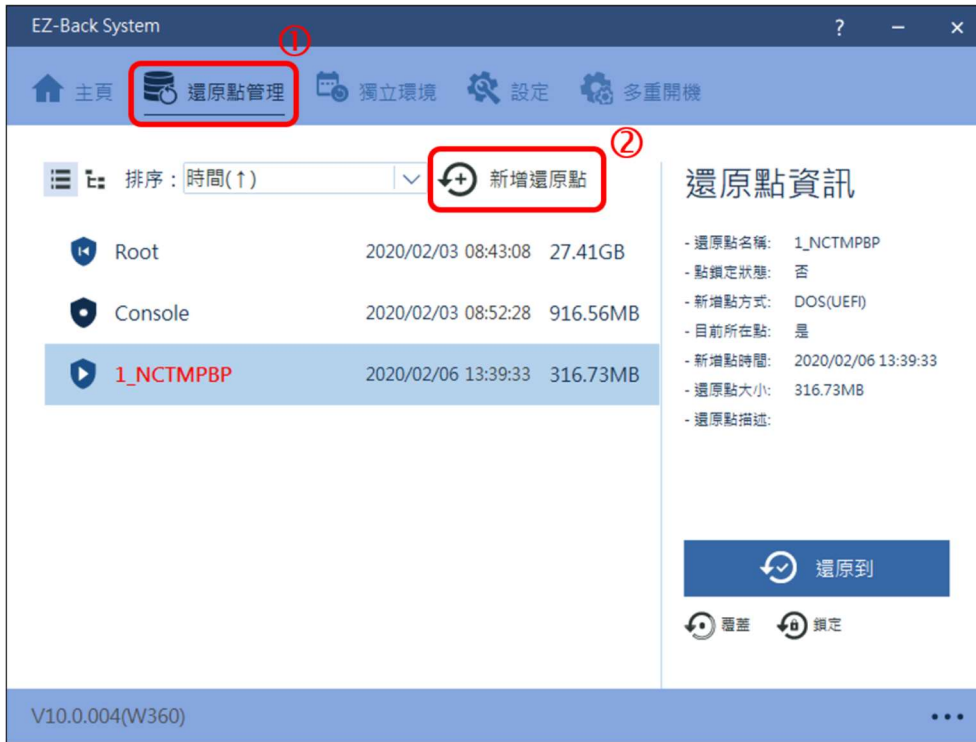 EZ-Back System
?
①
主頁 還原點管理 獨立環境 設定 多重開機
②
排序：時間(↑) 新增還原點
Root 2020/02/03 08:43:08 27.41GB
Console 2020/02/03 08:52:28 916.56MB
1_NCTMPBP 2020/02/06 13:39:33 316.73MB
還原點資訊
- 還原點名稱: 1_NCTMPBP
- 點鎖定狀態: 否
- 新增點方式: DOS(UEFI)
- 目前所在點: 是
- 新增點時間: 2020/02/06 13:39:33
- 還原點大小: 316.73MB
- 還原點描述:
還原到
覆蓋 鎖定
V10.0.004(W360)